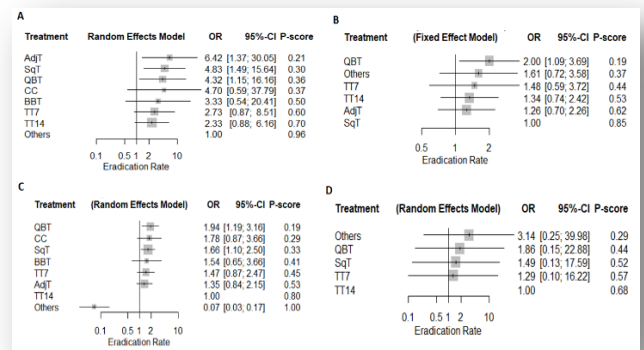 A
Treatment Random Effects Model OR 95%-CI P-score
AdjT 6.42 [1.37; 30.05] 0.21
SqT 4.83 [1.49; 15.64] 0.30
QBT 4.32 [1.15; 16.16] 0.36
CC 4.70 [0.59; 37.79] 0.37
BBT 3.33 [0.54; 20.41] 0.50
TT7 2.73 [0.87; 8.51] 0.60
TT14 2.33 [0.88; 6.16] 0.70
Others 1.00 0.96
0.1 0.5 1 2 10
Eradication Rate
B
Treatment (Fixed Effect Model) OR 95%-CI P-score
QBT 2.00 [1.09; 3.69] 0.19
Others 1.61 [0.72; 3.58] 0.37
TT7 1.48 [0.59; 3.72] 0.44
TT14 1.34 [0.74; 2.42] 0.53
AdjT 1.26 [0.70; 2.26] 0.62
SqT 1.00 0.85
0.5 1 2
Eradication Rate
C
Treatment (Random Effects Model) OR 95%-CI P-score
QBT 1.94 [1.19; 3.16] 0.19
CC 1.78 [0.87; 3.66] 0.29
SqT 1.66 [1.10; 2.50] 0.33
BBT 1.54 [0.65; 3.66] 0.41
TT7 1.47 [0.87; 2.47] 0.45
AdjT 1.35 [0.84; 2.15] 0.53
TT14 1.00 0.80
Others 0.07 [0.03; 0.17] 1.00
0.1 0.5 1 2 10
Eradication Rate
D
Treatment (Random Effects Model) OR 95%-CI P-score
Others 3.14 [0.25; 39.98] 0.29
QBT 1.86 [0.15; 22.88] 0.44
SqT 1.49 [0.13; 17.59] 0.52
TT7 1.29 [0.10; 16.22] 0.57
TT14 1.00 0.68
0.1 0.5 1 2 10
Eradication Rate